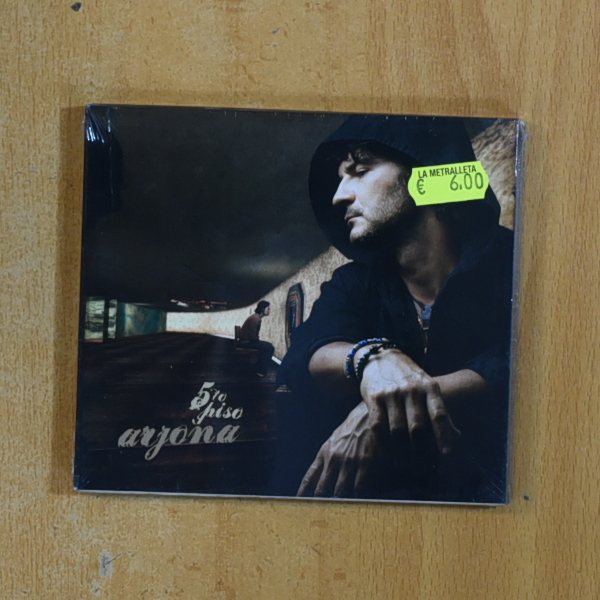 LA METRALLETA
€ 6,00
5to
piso
arjona